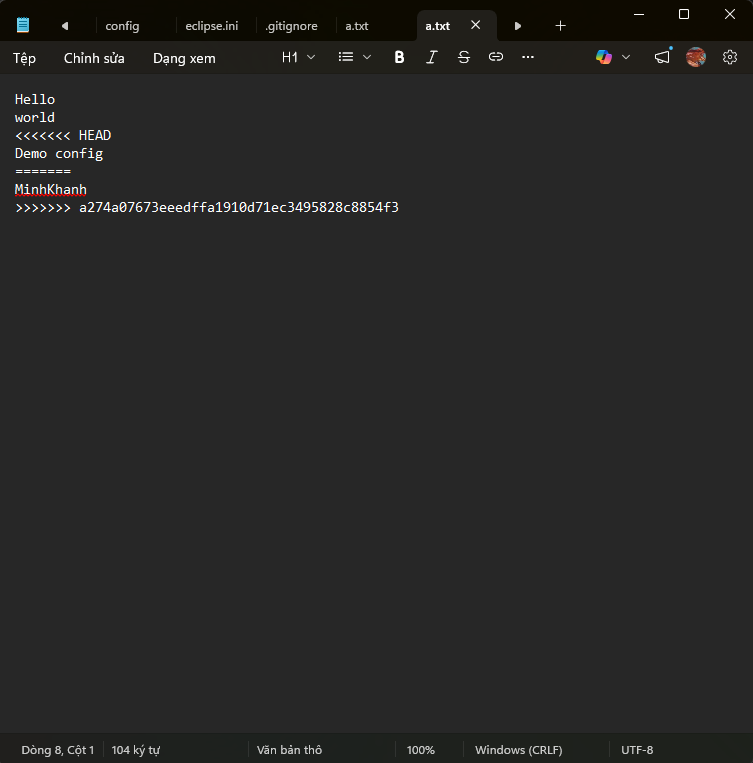 config
eclipse.ini
.gitignore
a.txt
a.txt
Tệp
Chỉnh sửa
Dạng xem
H1
B
I
S
Hello
world
<<<<<<< HEAD
Demo config
=======
MinhKhanh
>>>>>>> a274a07673eeedffa1910d71ec3495828c8854f3
Dòng 8, Cột 1
104 ký tự
Văn bản thô
100%
Windows (CRLF)
UTF-8